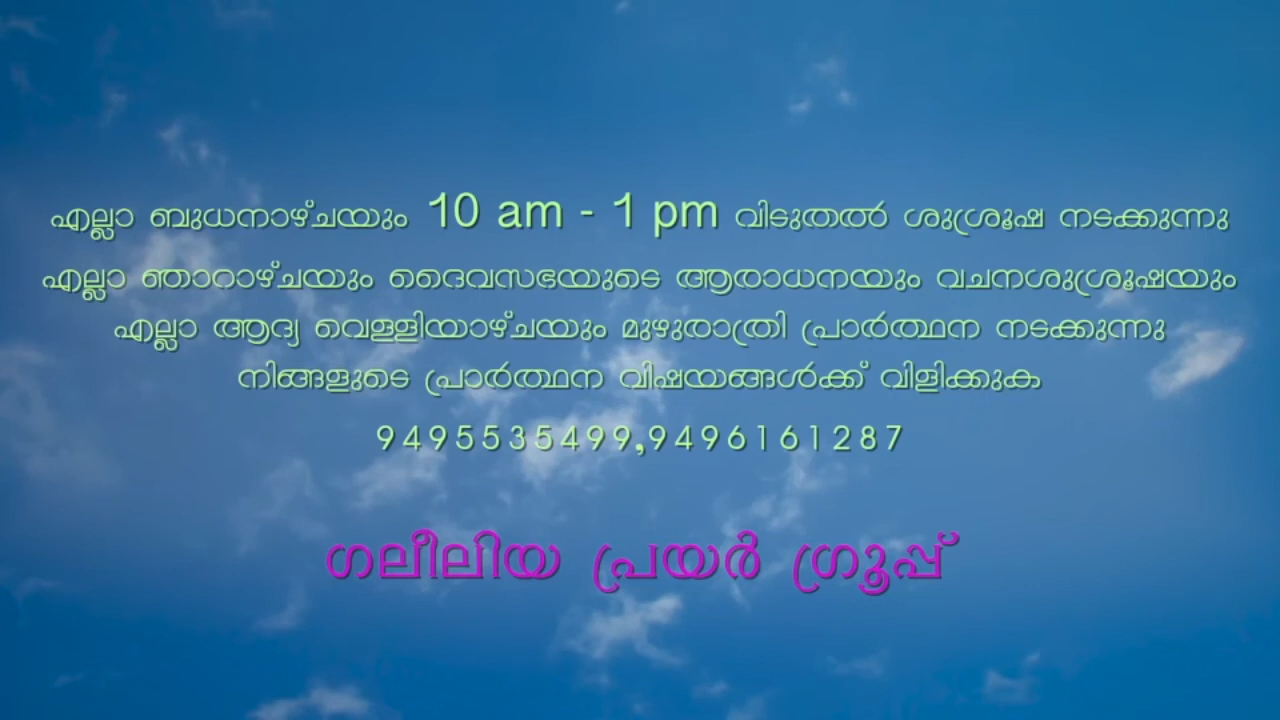 എല്ലാ ബുധനാഴ്ചയും 10 am - 1 pm വിടുതൽ ശുശ്രൂഷ നടക്കുന്നു
എല്ലാ ഞാറാഴ്ചയും ദൈവസഭയുടെ ആരാധനയും വചനശുശ്രൂഷയും
എല്ലാ ആദ്യ വെള്ളിയാഴ്ചയും മുഴുരാത്രി പ്രാർത്ഥന നടക്കുന്നു
നിങ്ങളുടെ പ്രാർത്ഥന വിഷയങ്ങൾക്ക് വിളിക്കുക
9495535499,9496161287
ഗലീലിയ പ്രയർ ഗ്രൂപ്പ്